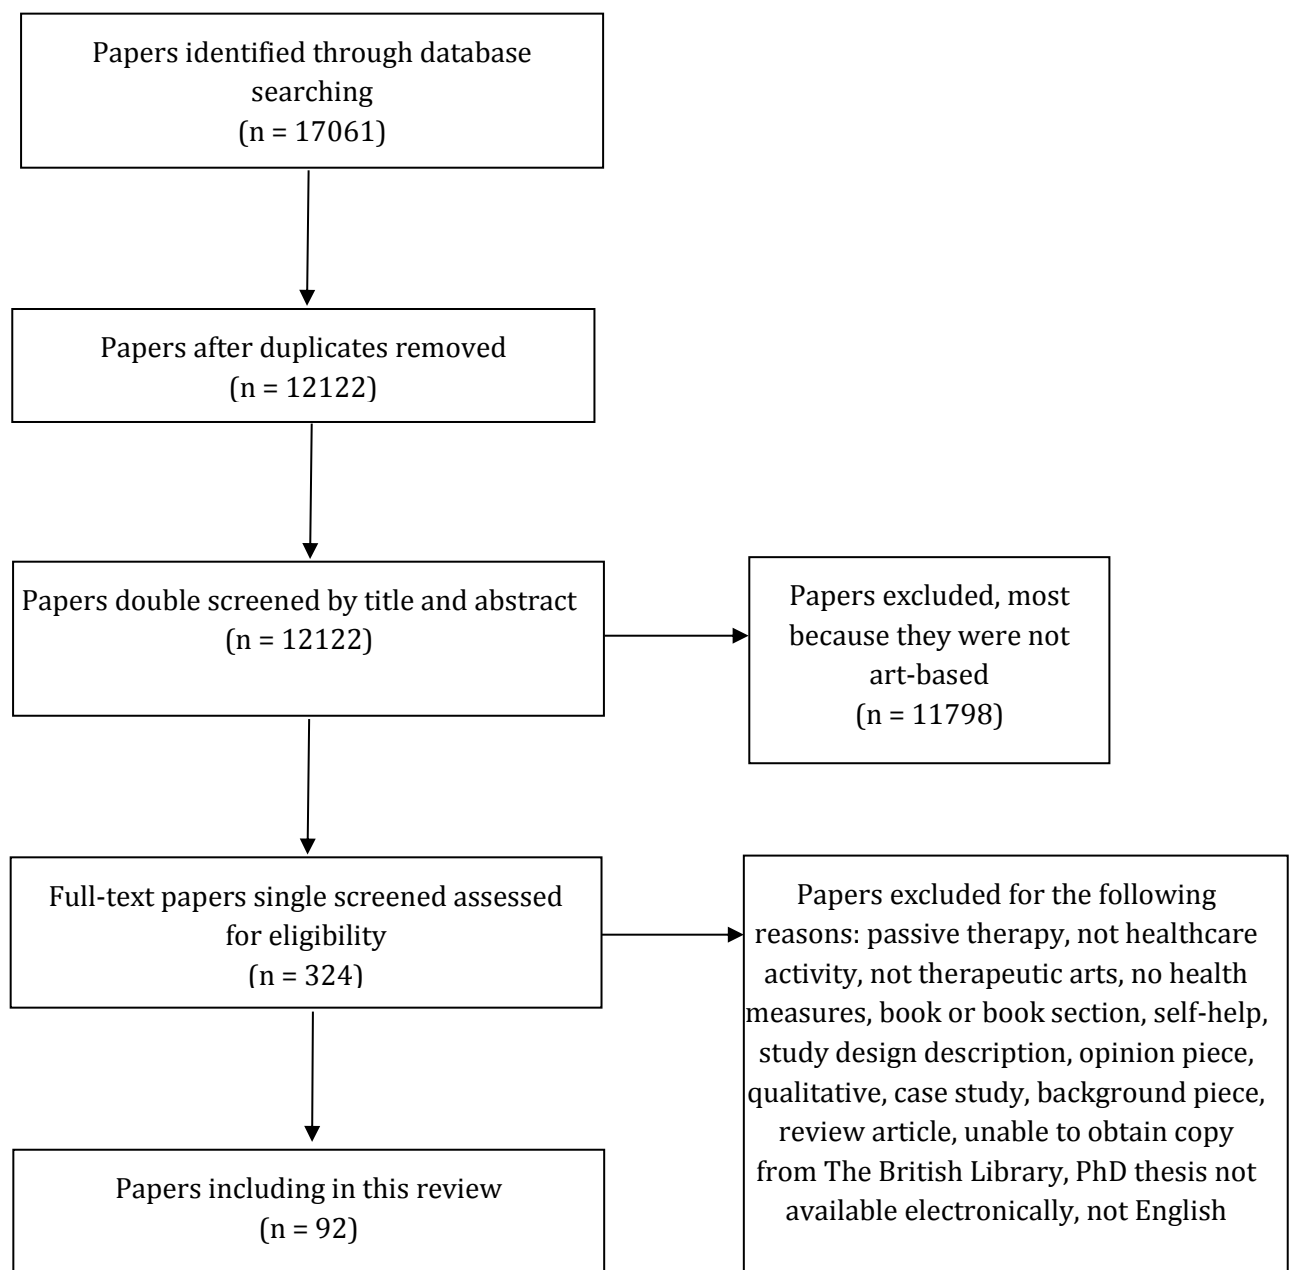 Papers identified through database
searching
(n = 17061)
Papers after duplicates removed
(n = 12122)
Papers double screened by title and abstract
(n = 12122)
Papers excluded, most
because they were not
art-based
(n = 11798)
Full-text papers single screened assessed
for eligibility
(n = 324)
Papers excluded for the following
reasons: passive therapy, not healthcare
activity, not therapeutic arts, no health
measures, book or book section, self-help,
study design description, opinion piece,
qualitative, case study, background piece,
review article, unable to obtain copy
from The British Library, PhD thesis not
available electronically, not English
Papers including in this review
(n = 92)